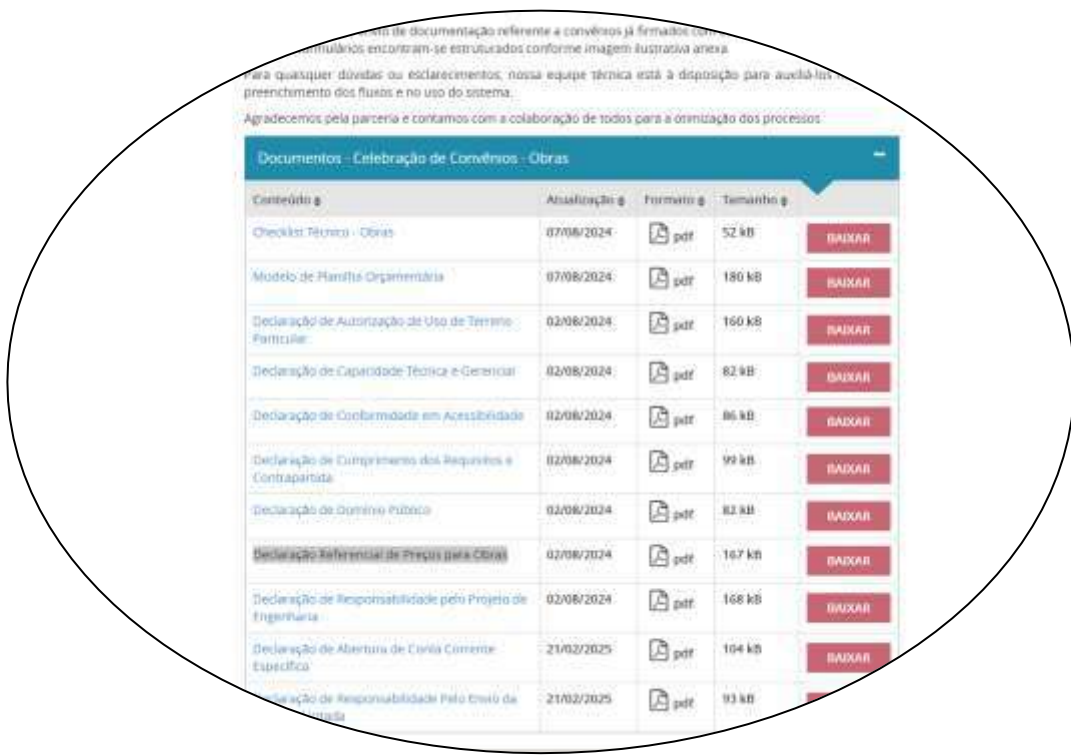 de documentação referente a convênios já firmados
formulários encontram-se estruturados conforme imagem ilustrativa anexa.
Para quaisquer dúvidas ou esclarecimentos, nossa equipe técnica está à disposição para auxiliá-los
preenchimento dos fluxos e no uso do sistema.
Agradecemos pela parceria e contamos com a colaboração de todos para a otimização dos processos
Documentos - Celebração de Convênios - Obras
Conteúdo Atualização Formato Tamanho
Checklist Técnico - Obras 07/08/2024 pdf 52 kB BAIXAR
Modelo de Planilha Orçamentária 07/08/2024 pdf 180 kB BAIXAR
Declaração de Autorização de Uso de Terreno 02/08/2024 pdf 160 kB BAIXAR
Particular
Declaração de Capacidade Técnica e Gerencial 02/08/2024 pdf 82 kB BAIXAR
Declaração de Conformidade em Acessibilidade 02/08/2024 pdf 86 kB BAIXAR
Declaração de Cumprimento dos Requisitos e 02/08/2024 pdf 99 kB BAIXAR
Contrapartida
Declaração de Domínio Público 02/08/2024 pdf 82 kB BAIXAR
Declaração Referencial de Preços para Obras 02/08/2024 pdf 167 kB BAIXAR
Declaração de Responsabilidade pelo Projeto de 02/08/2024 pdf 168 kB BAIXAR
Engenharia
Declaração de Abertura de Conta Corrente 21/02/2025 pdf 104 kB BAIXAR
Específica
Declaração de Responsabilidade Pelo Envio da 21/02/2025 pdf 93 kB